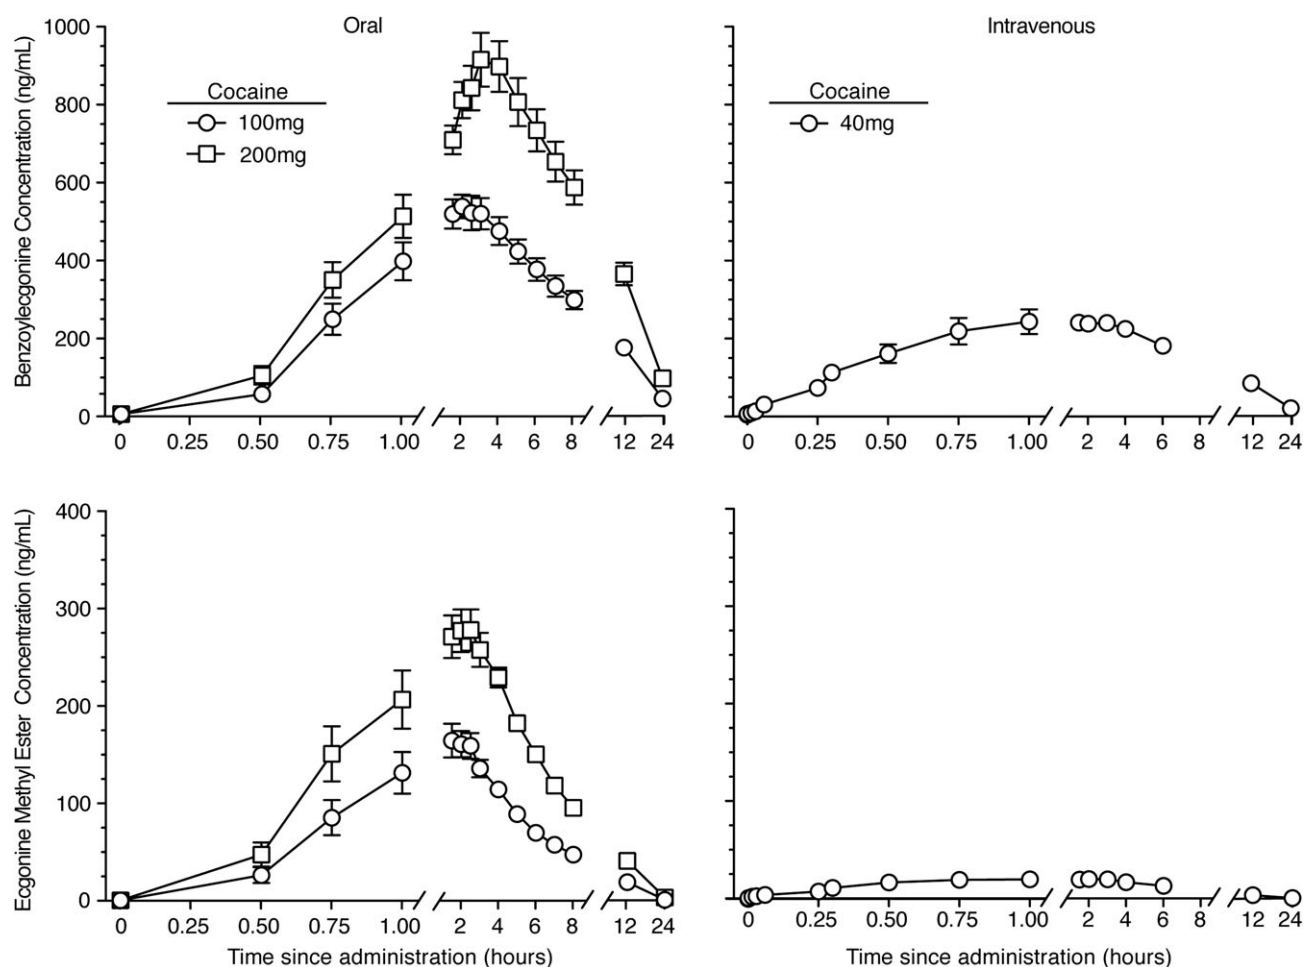 Oral
Intravenous
Benzoylecgonine Concentration (ng/mL)
1000
800
600
400
200
0
Cocaine
100mg
200mg
Cocaine
40mg
0 0.25 0.50 0.75 1.00 2 4 6 8 12 24
0 0.25 0.50 0.75 1.00 2 4 6 8 12 24
Ecgonine Methyl Ester Concentration (ng/mL)
400
300
200
100
0
0 0.25 0.50 0.75 1.00 2 4 6 8 12 24
0 0.25 0.50 0.75 1.00 2 4 6 8 12 24
Time since administration (hours)
Time since administration (hours)